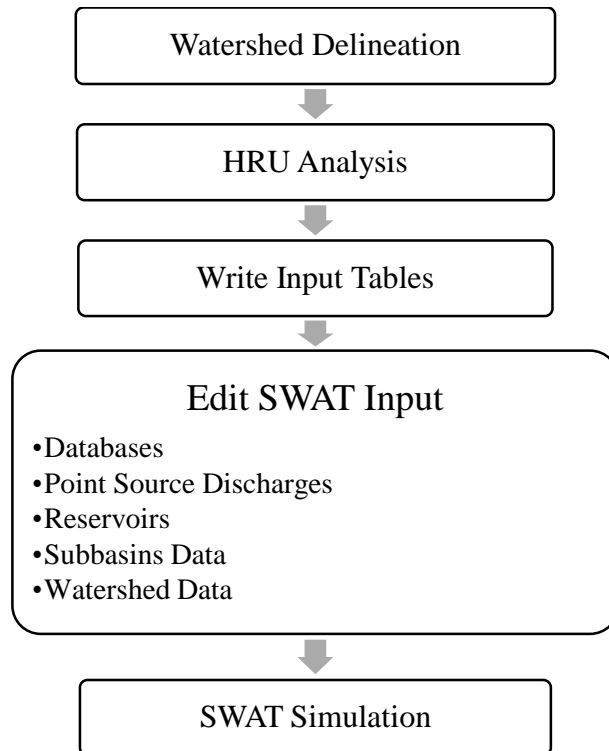 Watershed Delineation
HRU Analysis
Write Input Tables
Edit SWAT Input
•Databases
•Point Source Discharges
•Reservoirs
•Subbasins Data
•Watershed Data
SWAT Simulation